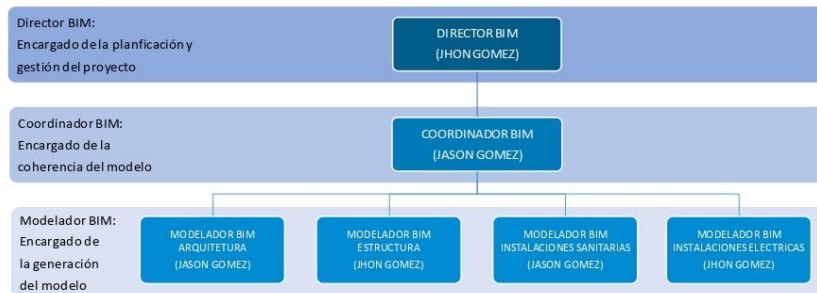 Director BIM:
Encargado de la planficación y
gestión del proyecto
DIRECTOR BIM
(JHON GOMEZ)
Coordinador BIM:
Encargado de la
coherencia del modelo
COORDINADOR BIM
(JASON GOMEZ)
Modelador BIM:
Encargado de
la generación
del modelo
MODELADOR BIM
ARQUITETURA
(JASON GOMEZ)
MODELADOR BIM
ESTRUCTURA
(JHON GOMEZ)
MODELADOR BIM
INSTALACIONES SANITARIAS
(JASON GOMEZ)
MODELADOR BIM
INSTALACIONES ELECTRICAS
(JHON GOMEZ)